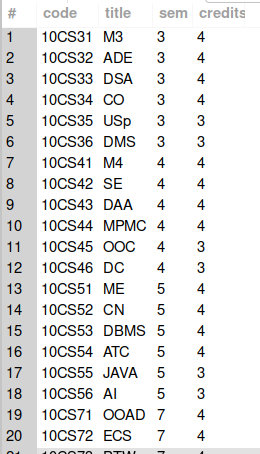 # code title sem credits
1 10CS31 M3 3 4
2 10CS32 ADE 3 4
3 10CS33 DSA 3 4
4 10CS34 CO 3 4
5 10CS35 USp 3 3
6 10CS36 DMS 3 3
7 10CS41 M4 4 4
8 10CS42 SE 4 4
9 10CS43 DAA 4 4
10 10CS44 MPMC 4 4
11 10CS45 OOC 4 3
12 10CS46 DC 4 3
13 10CS51 ME 5 4
14 10CS52 CN 5 4
15 10CS53 DBMS 5 4
16 10CS54 ATC 5 4
17 10CS55 JAVA 5 3
18 10CS56 AI 5 3
19 10CS71 OOAD 7 4
20 10CS72 ECS 7 4